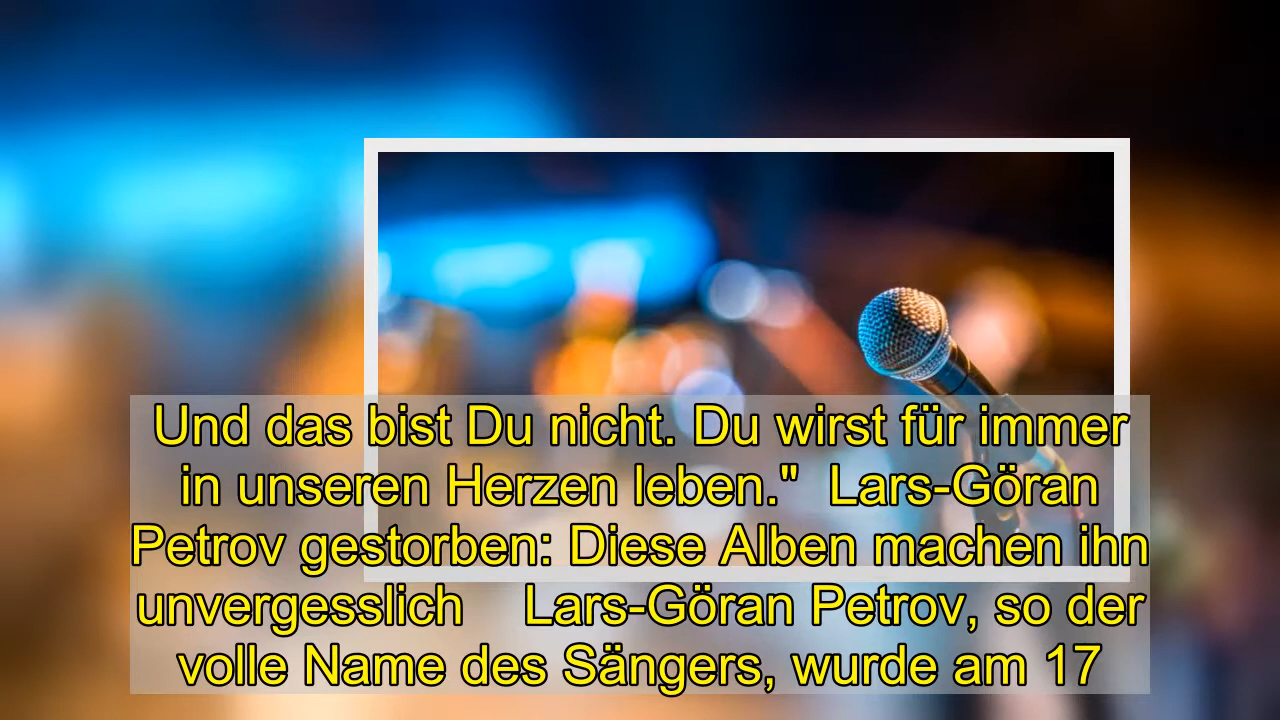 Und das bist Du nicht. Du wirst für immer
in unseren Herzen leben."  Lars-Göran
Petrov gestorben: Diese Alben machen ihn
unvergesslich    Lars-Göran Petrov, so der
volle Name des Sängers, wurde am 17